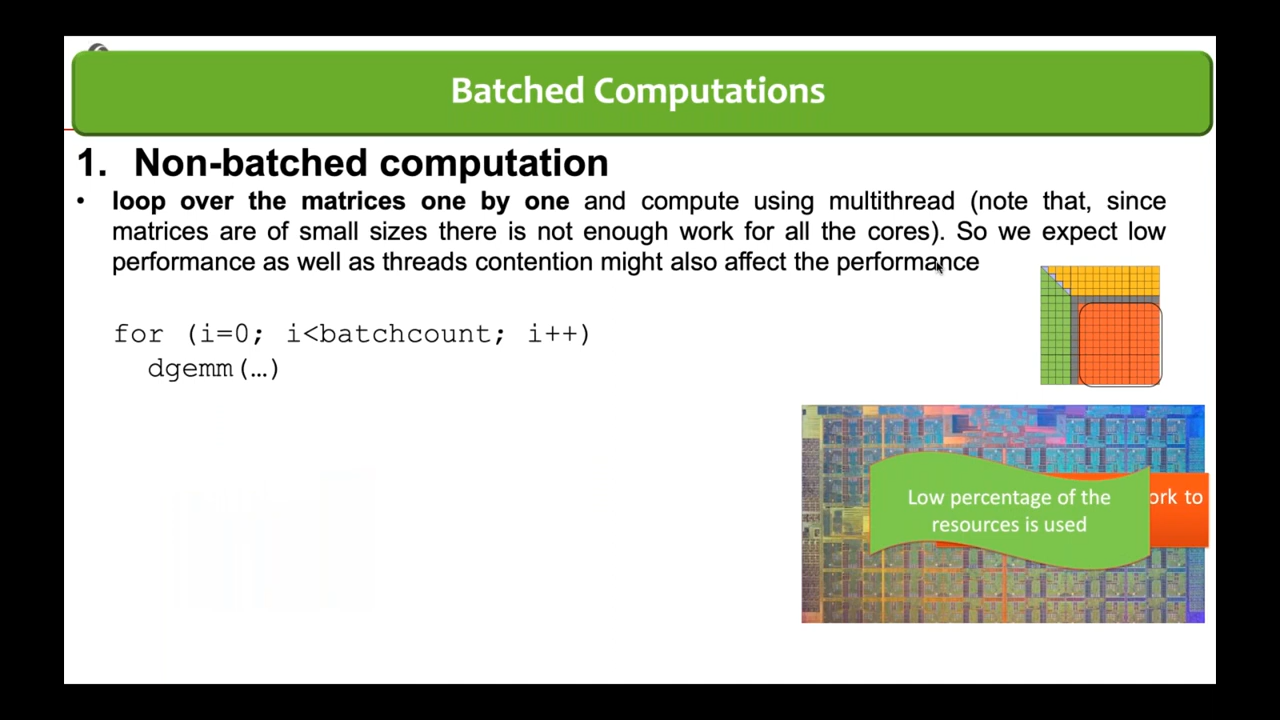 Batched Computations
1. Non-batched computation
• loop over the matrices one by one and compute using multithread (note that, since
matrices are of small sizes there is not enough work for all the cores). So we expect low
performance as well as threads contention might also affect the performance
for (i=0; i<batchcount; i++)
dgemm(…)
Low percentage of the
resources is used
to